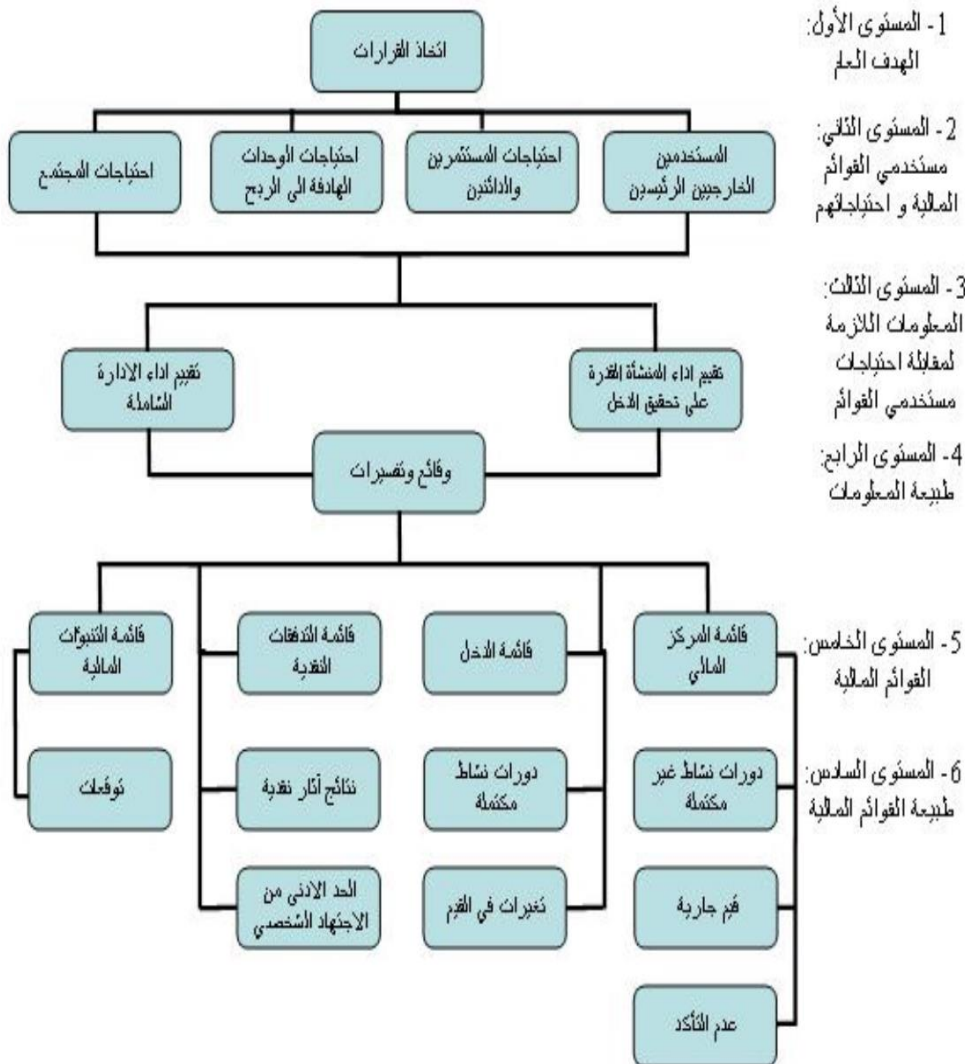 1- المستوى الأول:
الهدف العام
اتخاذ القرارات
2- المستوى الثاني:
مستخدمي القوائم
المالية و احتياجاتهم
المستخدمين
الخارجيين الرئيسين
احتياجات المستثمرين
والدائنين
احتياجات الوحدات
الهادفة الى الربح
احتياجات المجتمع
3- المستوى الثالث:
المعلومات اللازمة
لمقابلة احتياجات
مستخدمي القوائم
تقييم اداء المنشأة القدرة
على تحقيق الدخل
تقييم اداء الادارة
الشاملة
4- المستوى الرابع:
طبيعة المعلومات
وقائع وتفسيرات
5- المستوى الخامس:
القوائم المالية
قائمة المركز
المالي
قائمة الدخل
قائمة التدفقات
النقدية
قائمة التنبؤات
المالية
6- المستوى السادس:
طبيعة القوائم المالية
دورات نشاط غير
مكتملة
دورات نشاط
مكتملة
نتائج آثار نقدية
توقعات
قيم جارية
تغيرات في القيم
الحد الادنى من
الاجتهاد الشخصي
عدم التأكد